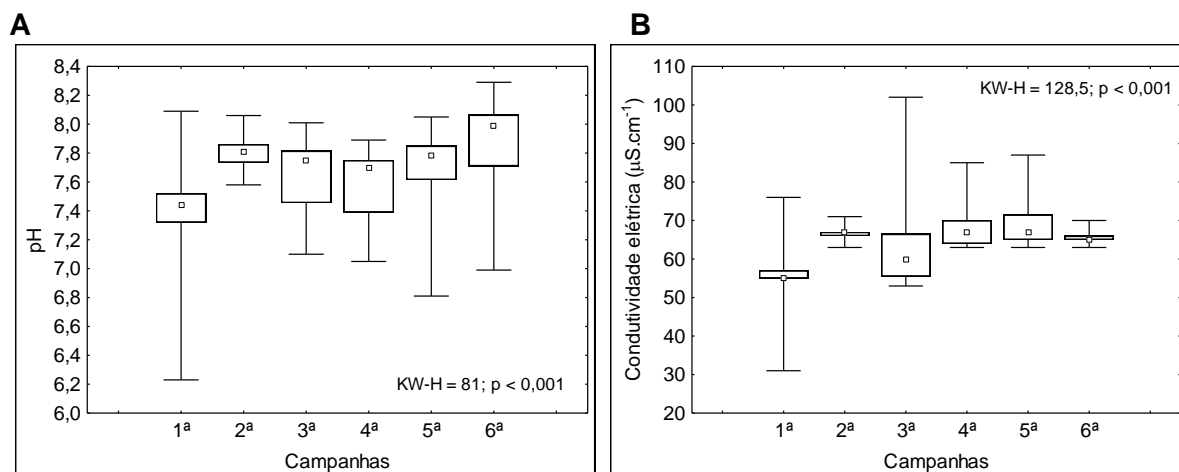 A
pH
8,4
8,2
8,0
7,8
7,6
7,4
7,2
7,0
6,8
6,6
6,4
6,2
6,0
KW-H = 81; p < 0,001
1ª 2ª 3ª 4ª 5ª 6ª
Campanhas
B
Condutividade elétrica (µS.cm⁻¹)
110
100
90
80
70
60
50
40
30
20
KW-H = 128,5; p < 0,001
1ª 2ª 3ª 4ª 5ª 6ª
Campanhas